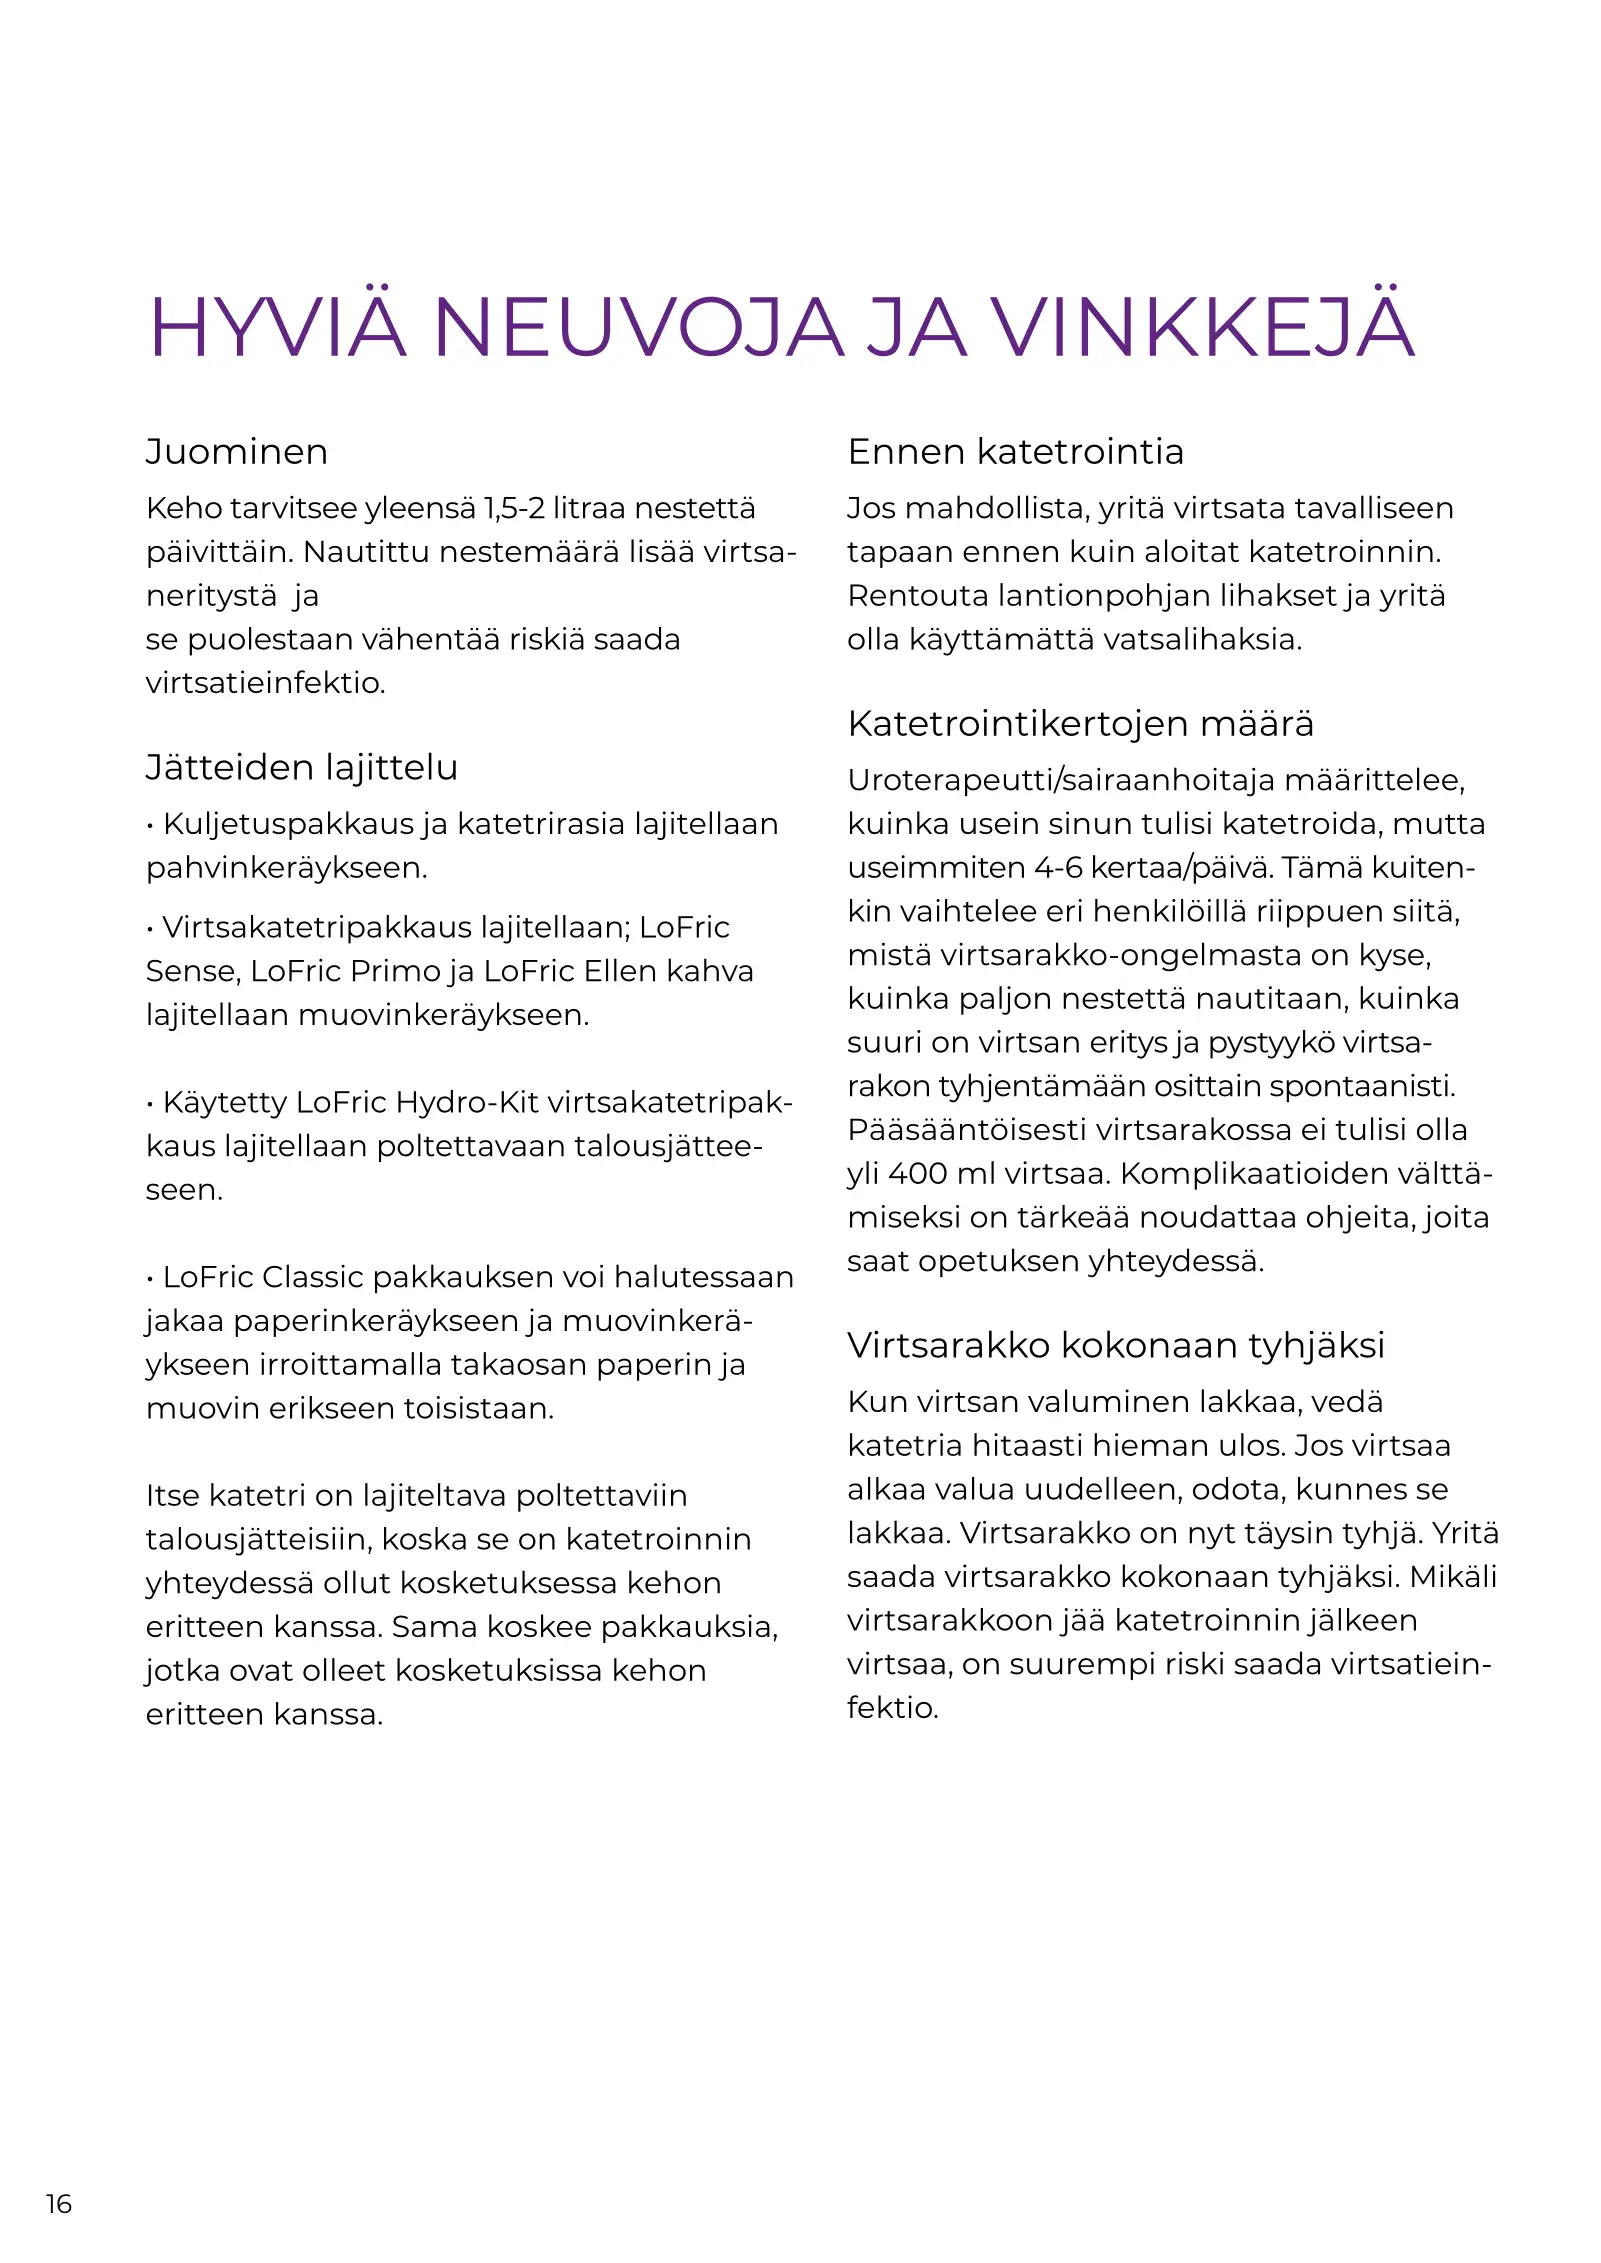 HYVIÄ NEUVOJA JA VINKKEJÄ
Juominen
Keho tarvitsee yleensä 1,5-2 litraa nestettä
päivittäin. Nautittu nestemäärä lisää virtsa-
neritystä  ja
se puolestaan vähentää riskiä saada
virtsatieinfektio.
Jätteiden lajittelu
• Kuljetuspakkaus ja katetrirasia lajitellaan
pahvinkeräykseen.
• Virtsakatetripakkaus lajitellaan; LoFric
Sense, LoFric Primo ja LoFric Ellen kahva
lajitellaan muovinkeräykseen.
• Käytetty LoFric Hydro-Kit virtsakatetripak-
kaus lajitellaan poltettavaan talousjättee-
seen.
• LoFric Classic pakkauksen voi halutessaan
jakaa paperinkeräykseen ja muovinkerä-
ykseen irroittamalla takaosan paperin ja
muovin erikseen toisistaan.
Itse katetri on lajiteltava poltettaviin
talousjätteisiin, koska se on katetroinnin
yhteydessä ollut kosketuksessa kehon
eritteen kanssa. Sama koskee pakkauksia,
jotka ovat olleet kosketuksissa kehon
eritteen kanssa.
Ennen katetrointia
Jos mahdollista, yritä virtsata tavalliseen
tapaan ennen kuin aloitat katetroinnin.
Rentouta lantionpohjan lihakset ja yritä
olla käyttämättä vatsalihaksia.
Katetrointikertojen määrä
Uroterapeutti/sairaanhoitaja määrittelee,
kuinka usein sinun tulisi katetroida, mutta
useimmiten 4-6 kertaa/päivä. Tämä kuiten-
kin vaihtelee eri henkilöillä riippuen siitä,
mistä virtsarakko-ongelmasta on kyse,
kuinka paljon nestettä nautitaan, kuinka
suuri on virtsan eritys ja pystyykö virtsa-
rakon tyhjentämään osittain spontaanisti.
Pääsääntöisesti virtsarakossa ei tulisi olla
yli 400 ml virtsaa. Komplikaatioiden välttä-
miseksi on tärkeää noudattaa ohjeita, joita
saat opetuksen yhteydessä.
Virtsarakko kokonaan tyhjäksi
Kun virtsan valuminen lakkaa, vedä
katetria hitaasti hieman ulos. Jos virtsaa
alkaa valua uudelleen, odota, kunnes se
lakkaa. Virtsarakko on nyt täysin tyhjä. Yritä
saada virtsarakko kokonaan tyhjäksi. Mikäli
virtsarakkoon jää katetroinnin jälkeen
virtsaa, on suurempi riski saada virtsatiein-
fektio.
16